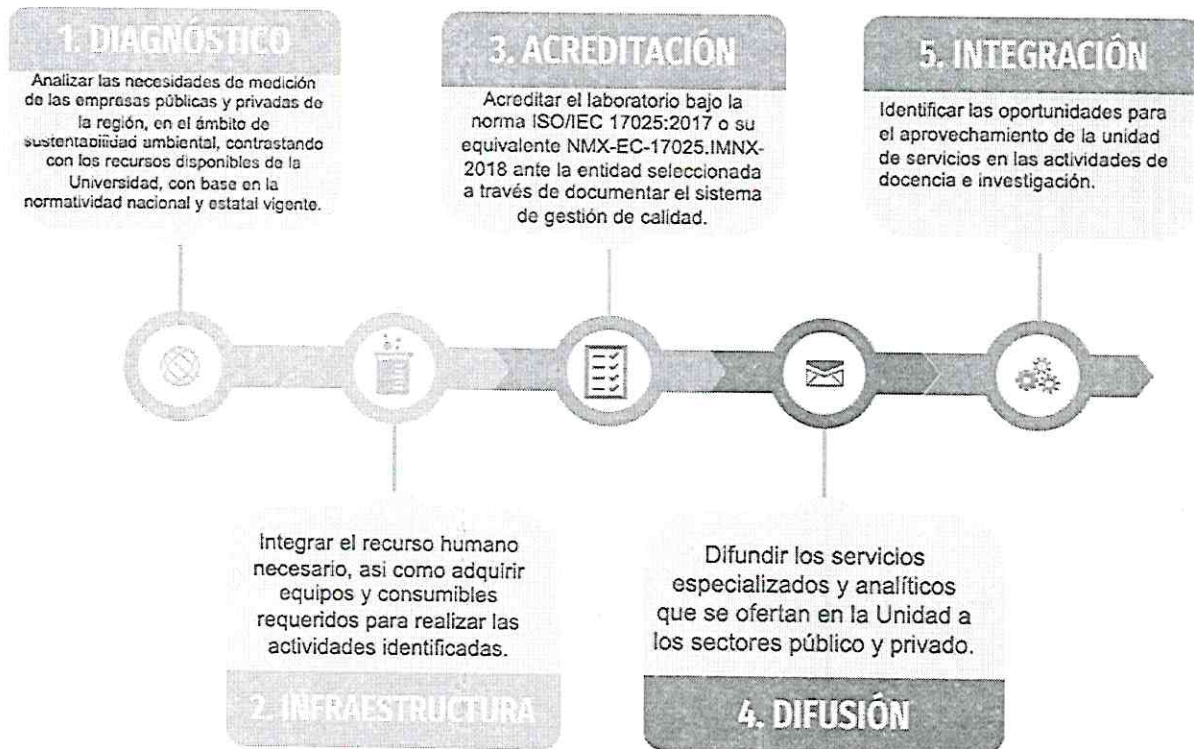 1. DIAGNÓSTICO
Analizar las necesidades de medición
de las empresas públicas y privadas de
la región, en el ámbito de
sustentabilidad ambiental, contrastando
con los recursos disponibles de la
Universidad, con base en la
normatividad nacional y estatal vigente.
Integrar el recurso humano
necesario, asi como adquirir
equipos y consumibles
requeridos para realizar las
actividades identificadas.
2. INFRAESTRUCTURA
3. ACREDITACIÓN
Acreditar el laboratorio bajo la
norma ISO/IEC 17025:2017 o su
equivalente NMX-EC-17025.IMNX-
2018 ante la entidad seleccionada
a través de documentar el sistema
de gestión de calidad.
Difundir los servicios
especializados y analíticos
que se ofertan en la Unidad a
los sectores público y privado.
4. DIFUSIÓN
5. INTEGRACIÓN
Identificar las oportunidades para
el aprovechamiento de la unidad
de servicios en las actividades de
docencia e investigación.